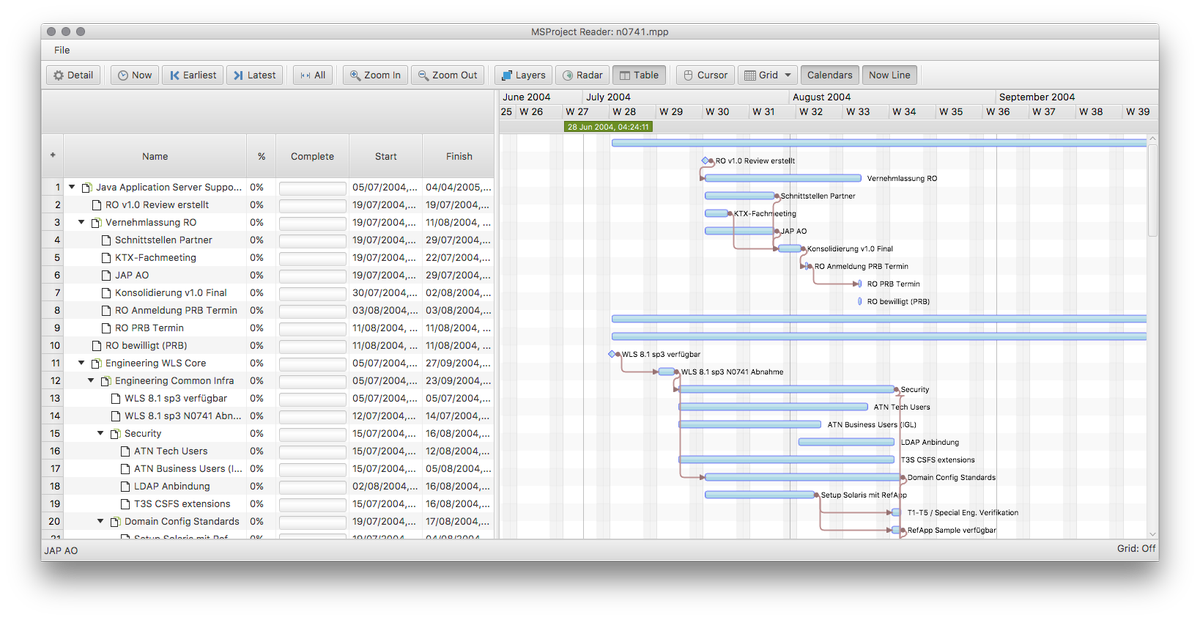 MSProject Reader: n0741.mpp
File
Detail Now Earliest Latest All Zoom In Zoom Out Layers Radar Table Cursor Grid Calendars Now Line
June 2004 July 2004 August 2004 September 2004
25 W 26 W 27 W 28 W 29 W 30 W 31 W 32 W 33 W 34 W 35 W 36 W 37 W 38 W 39
28 Jun 2004, 04:24:11
+ Name % Complete Start Finish
1 Java Application Server Suppo... 0% 05/07/2004,... 04/04/2005,...
2 RO v1.0 Review erstellt 0% 19/07/2004,... 19/07/2004,...
3 Vernehmlassung RO 0% 19/07/2004,... 11/08/2004, ...
4 Schnittstellen Partner 0% 19/07/2004,... 29/07/2004,...
5 KTX-Fachmeeting 0% 19/07/2004,... 22/07/2004,...
6 JAP AO 0% 19/07/2004,... 29/07/2004,...
7 Konsolidierung v1.0 Final 0% 30/07/2004,... 02/08/2004,...
8 RO Anmeldung PRB Termin 0% 03/08/2004,... 03/08/2004,...
9 RO PRB Termin 0% 11/08/2004, ... 11/08/2004, ...
10 RO bewilligt (PRB) 0% 11/08/2004, ... 11/08/2004, ...
11 Engineering WLS Core 0% 05/07/2004,... 27/09/2004,...
12 Engineering Common Infra 0% 05/07/2004,... 23/09/2004,...
13 WLS 8.1 sp3 verfügbar 0% 05/07/2004,... 05/07/2004,...
14 WLS 8.1 sp3 N0741 Abn... 0% 12/07/2004,... 14/07/2004,...
15 Security 0% 15/07/2004,... 16/08/2004,...
16 ATN Tech Users 0% 15/07/2004,... 12/08/2004,...
17 ATN Business Users (I... 0% 15/07/2004,... 05/08/2004,...
18 LDAP Anbindung 0% 02/08/2004,... 16/08/2004,...
19 T3S CSFS extensions 0% 15/07/2004,... 16/08/2004,...
20 Domain Config Standards 0% 19/07/2004,... 17/08/2004,...
21 Setup Solaris mit Ref... 0% 19/07/2004,... 04/08/2004,...
RO v1.0 Review erstellt
Vernehmlassung RO
Schnittstellen Partner
KTX-Fachmeeting
JAP AO
Konsolidierung v1.0 Final
RO Anmeldung PRB Termin
RO PRB Termin
RO bewilligt (PRB)
WLS 8.1 sp3 verfügbar
WLS 8.1 sp3 N0741 Abnahme
Security
ATN Tech Users
ATN Business Users (IGL)
LDAP Anbindung
T3S CSFS extensions
Domain Config Standards
Setup Solaris mit RefApp
T1-T5 / Special Eng. Verifikation
RefApp Sample verfügbar
JAP AO
Grid: Off